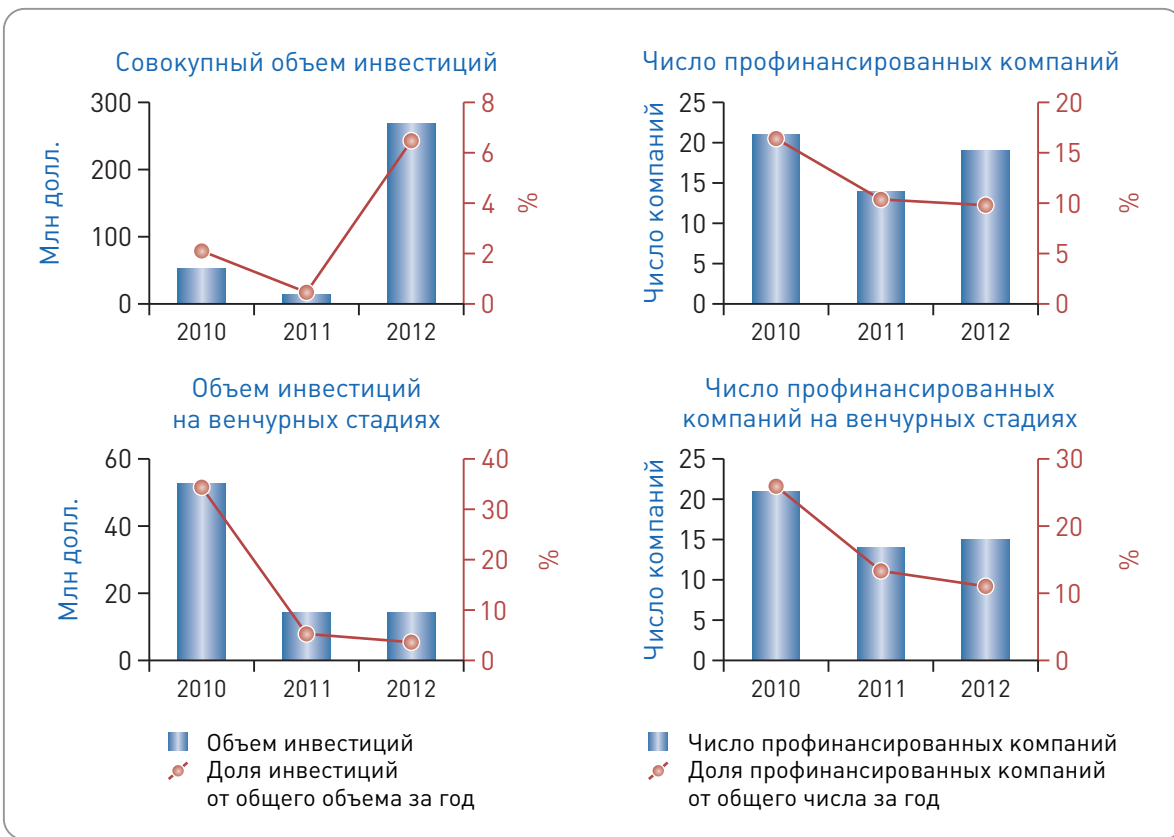 Совокупный объем инвестиций
Млн долл.
300
200
100
0
8
6
4
2
0
%
2010 2011 2012
Число профинансированных компаний
Число компаний
25
20
15
10
5
0
20
15
10
5
0
%
2010 2011 2012
Объем инвестиций
на венчурных стадиях
Млн долл.
60
40
20
0
40
30
20
10
0
%
2010 2011 2012
Число профинансированных
компаний на венчурных стадиях
Число компаний
25
20
15
10
5
0
30
20
10
0
%
2010 2011 2012
Объем инвестиций
Доля инвестиций
от общего объема за год
Число профинансированных компаний
Доля профинансированных компаний
от общего числа за год